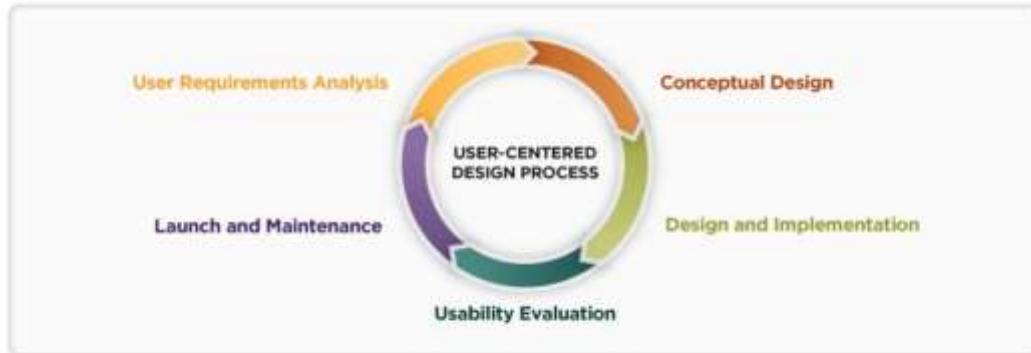 User Requirements Analysis
Conceptual Design
USER-CENTERED
DESIGN PROCESS
Launch and Maintenance
Design and Implementation
Usability Evaluation